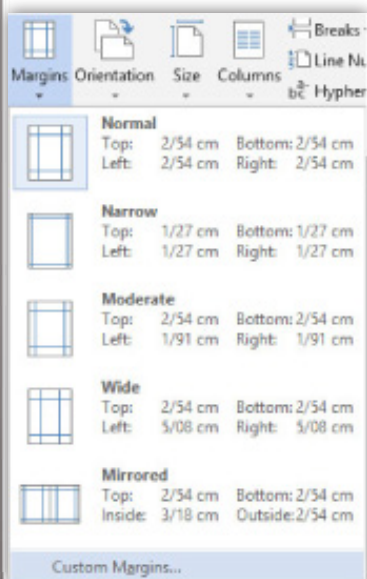 Breaks
Line Nu
Margins Orientation Size Columns
Hypher
Normal
Top: 2/54 cm Bottom: 2/54 cm
Left: 2/54 cm Right: 2/54 cm
Narrow
Top: 1/27 cm Bottom: 1/27 cm
Left: 1/27 cm Right: 1/27 cm
Moderate
Top: 2/54 cm Bottom: 2/54 cm
Left: 1/91 cm Right: 1/91 cm
Wide
Top: 2/54 cm Bottom: 2/54 cm
Left: 5/08 cm Right: 5/08 cm
Mirrored
Top: 2/54 cm Bottom: 2/54 cm
Inside: 3/18 cm Outside: 2/54 cm
Custom Margins...